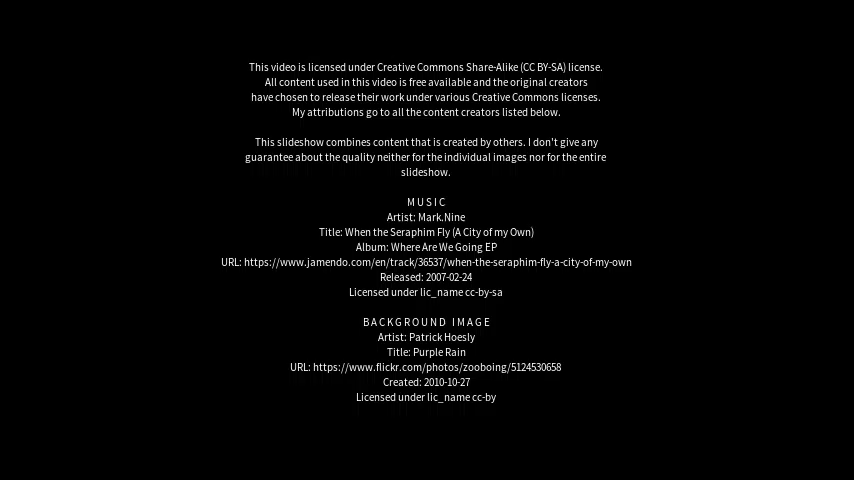 This video is licensed under Creative Commons Share-Alike (CC BY-SA) license.
All content used in this video is free available and the original creators
have chosen to release their work under various Creative Commons licenses.
My attributions go to all the content creators listed below.
This slideshow combines content that is created by others. I don't give any
guarantee about the quality neither for the individual images nor for the entire
slideshow.
MUSIC
Artist: Mark.Nine
Title: When the Seraphim Fly (A City of my Own)
Album: Where Are We Going EP
URL: https://www.jamendo.com/en/track/36537/when-the-seraphim-fly-a-city-of-my-own
Released: 2007-02-24
Licensed under lic_name cc-by-sa
BACKGROUND IMAGE
Artist: Patrick Hoesly
Title: Purple Rain
URL: https://www.flickr.com/photos/zooboing/5124530658
Created: 2010-10-27
Licensed under lic_name cc-by